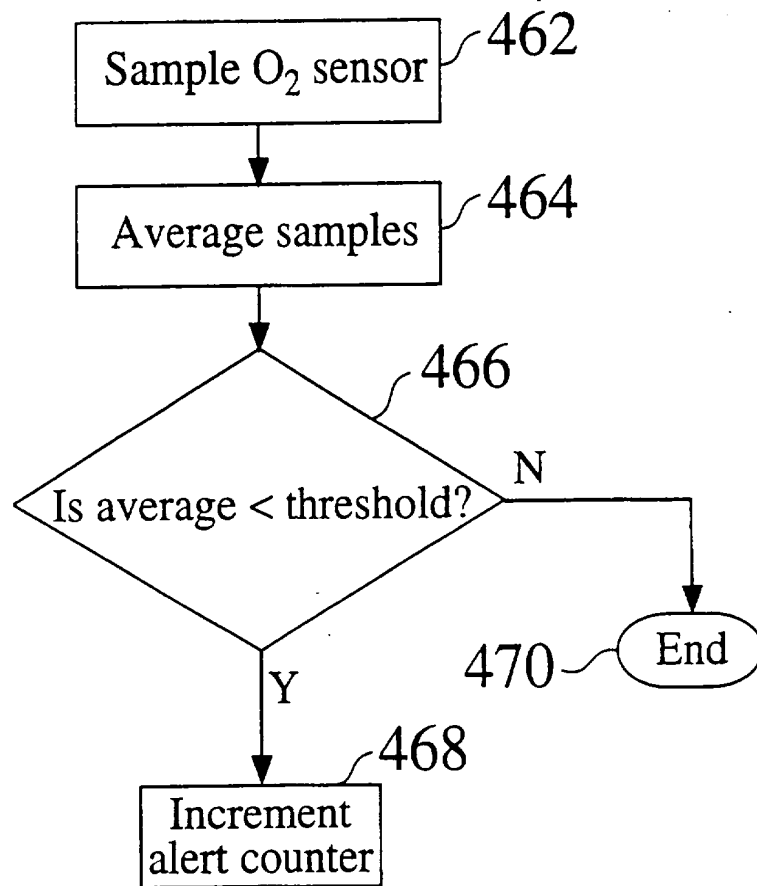 462
Sample O₂ sensor
464
Average samples
466
Is average < threshold?
N
470
End
Y
468
Increment
alert counter